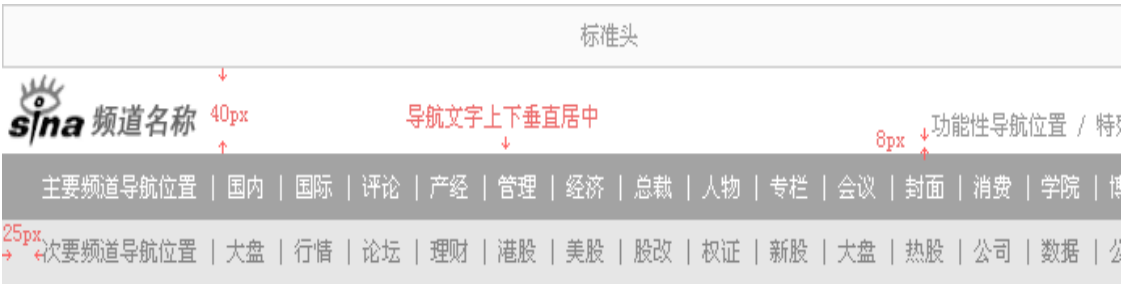 标准头
sina 频道名称 40px 导航文字上下垂直居中 8px 功能性导航位置 / 特
主要频道导航位置 | 国内 | 国际 | 评论 | 产经 | 管理 | 经济 | 总裁 | 人物 | 专栏 | 会议 | 封面 | 消费 | 学院 |
25px 次要频道导航位置 | 大盘 | 行情 | 论坛 | 理财 | 港股 | 美股 | 股改 | 权证 | 新股 | 大盘 | 热股 | 公司 | 数据 |